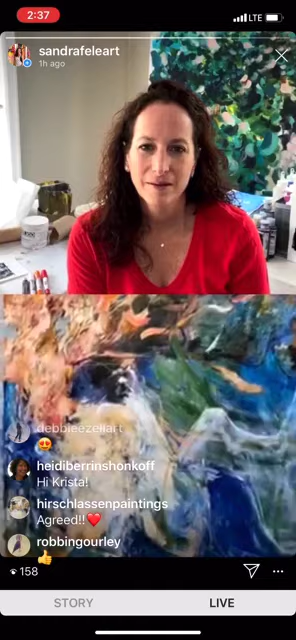 2:37
LTE
sandrafeleart
1h ago
debbieezellart
😍
heidiberrinshonkoff
Hi Krista!
hirschlassenpaintings
Agreed!!❤️
robbingourley
👍
158
STORY
LIVE